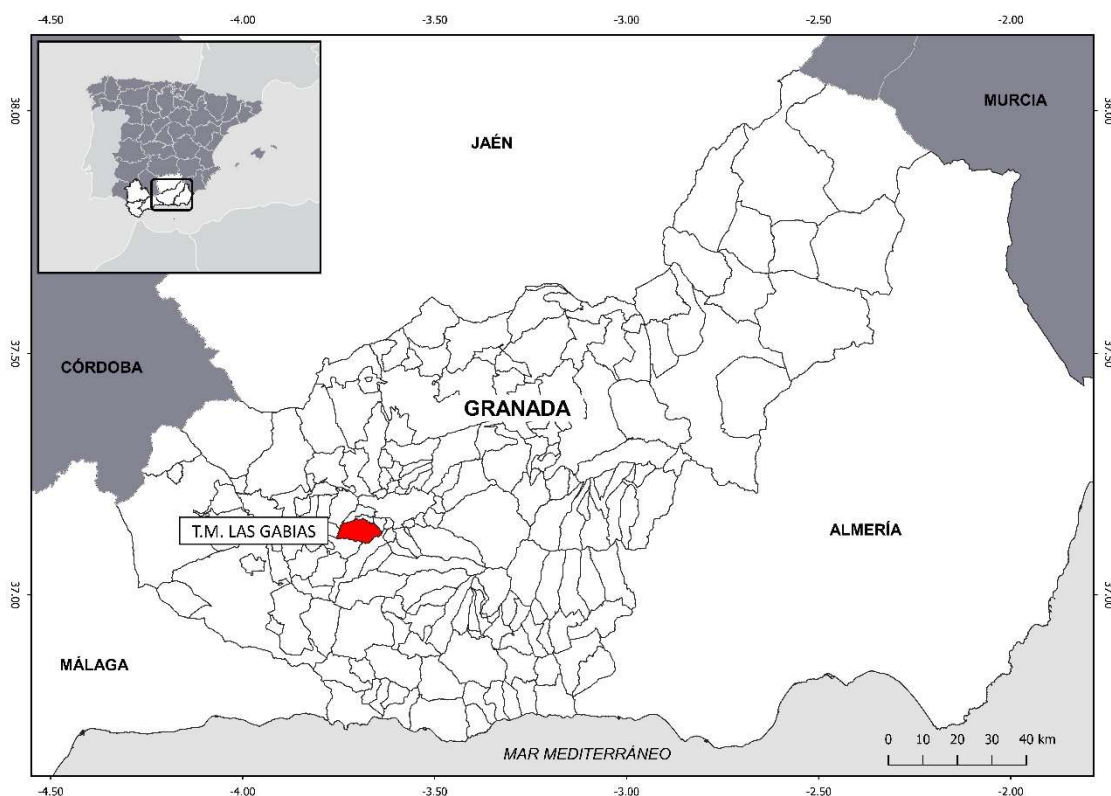 -4.50 -4.00 -3.50 -3.00 -2.50 -2.00
38.00 38.00
MURCIA
JAÉN
37.50 37.50
CÓRDOBA
GRANADA
T.M. LAS GABIAS
ALMERÍA
37.00 37.00
MÁLAGA
0 10 20 30 40 km
MAR MEDITERRÁNEO
-4.50 -4.00 -3.50 -3.00 -2.50 -2.00